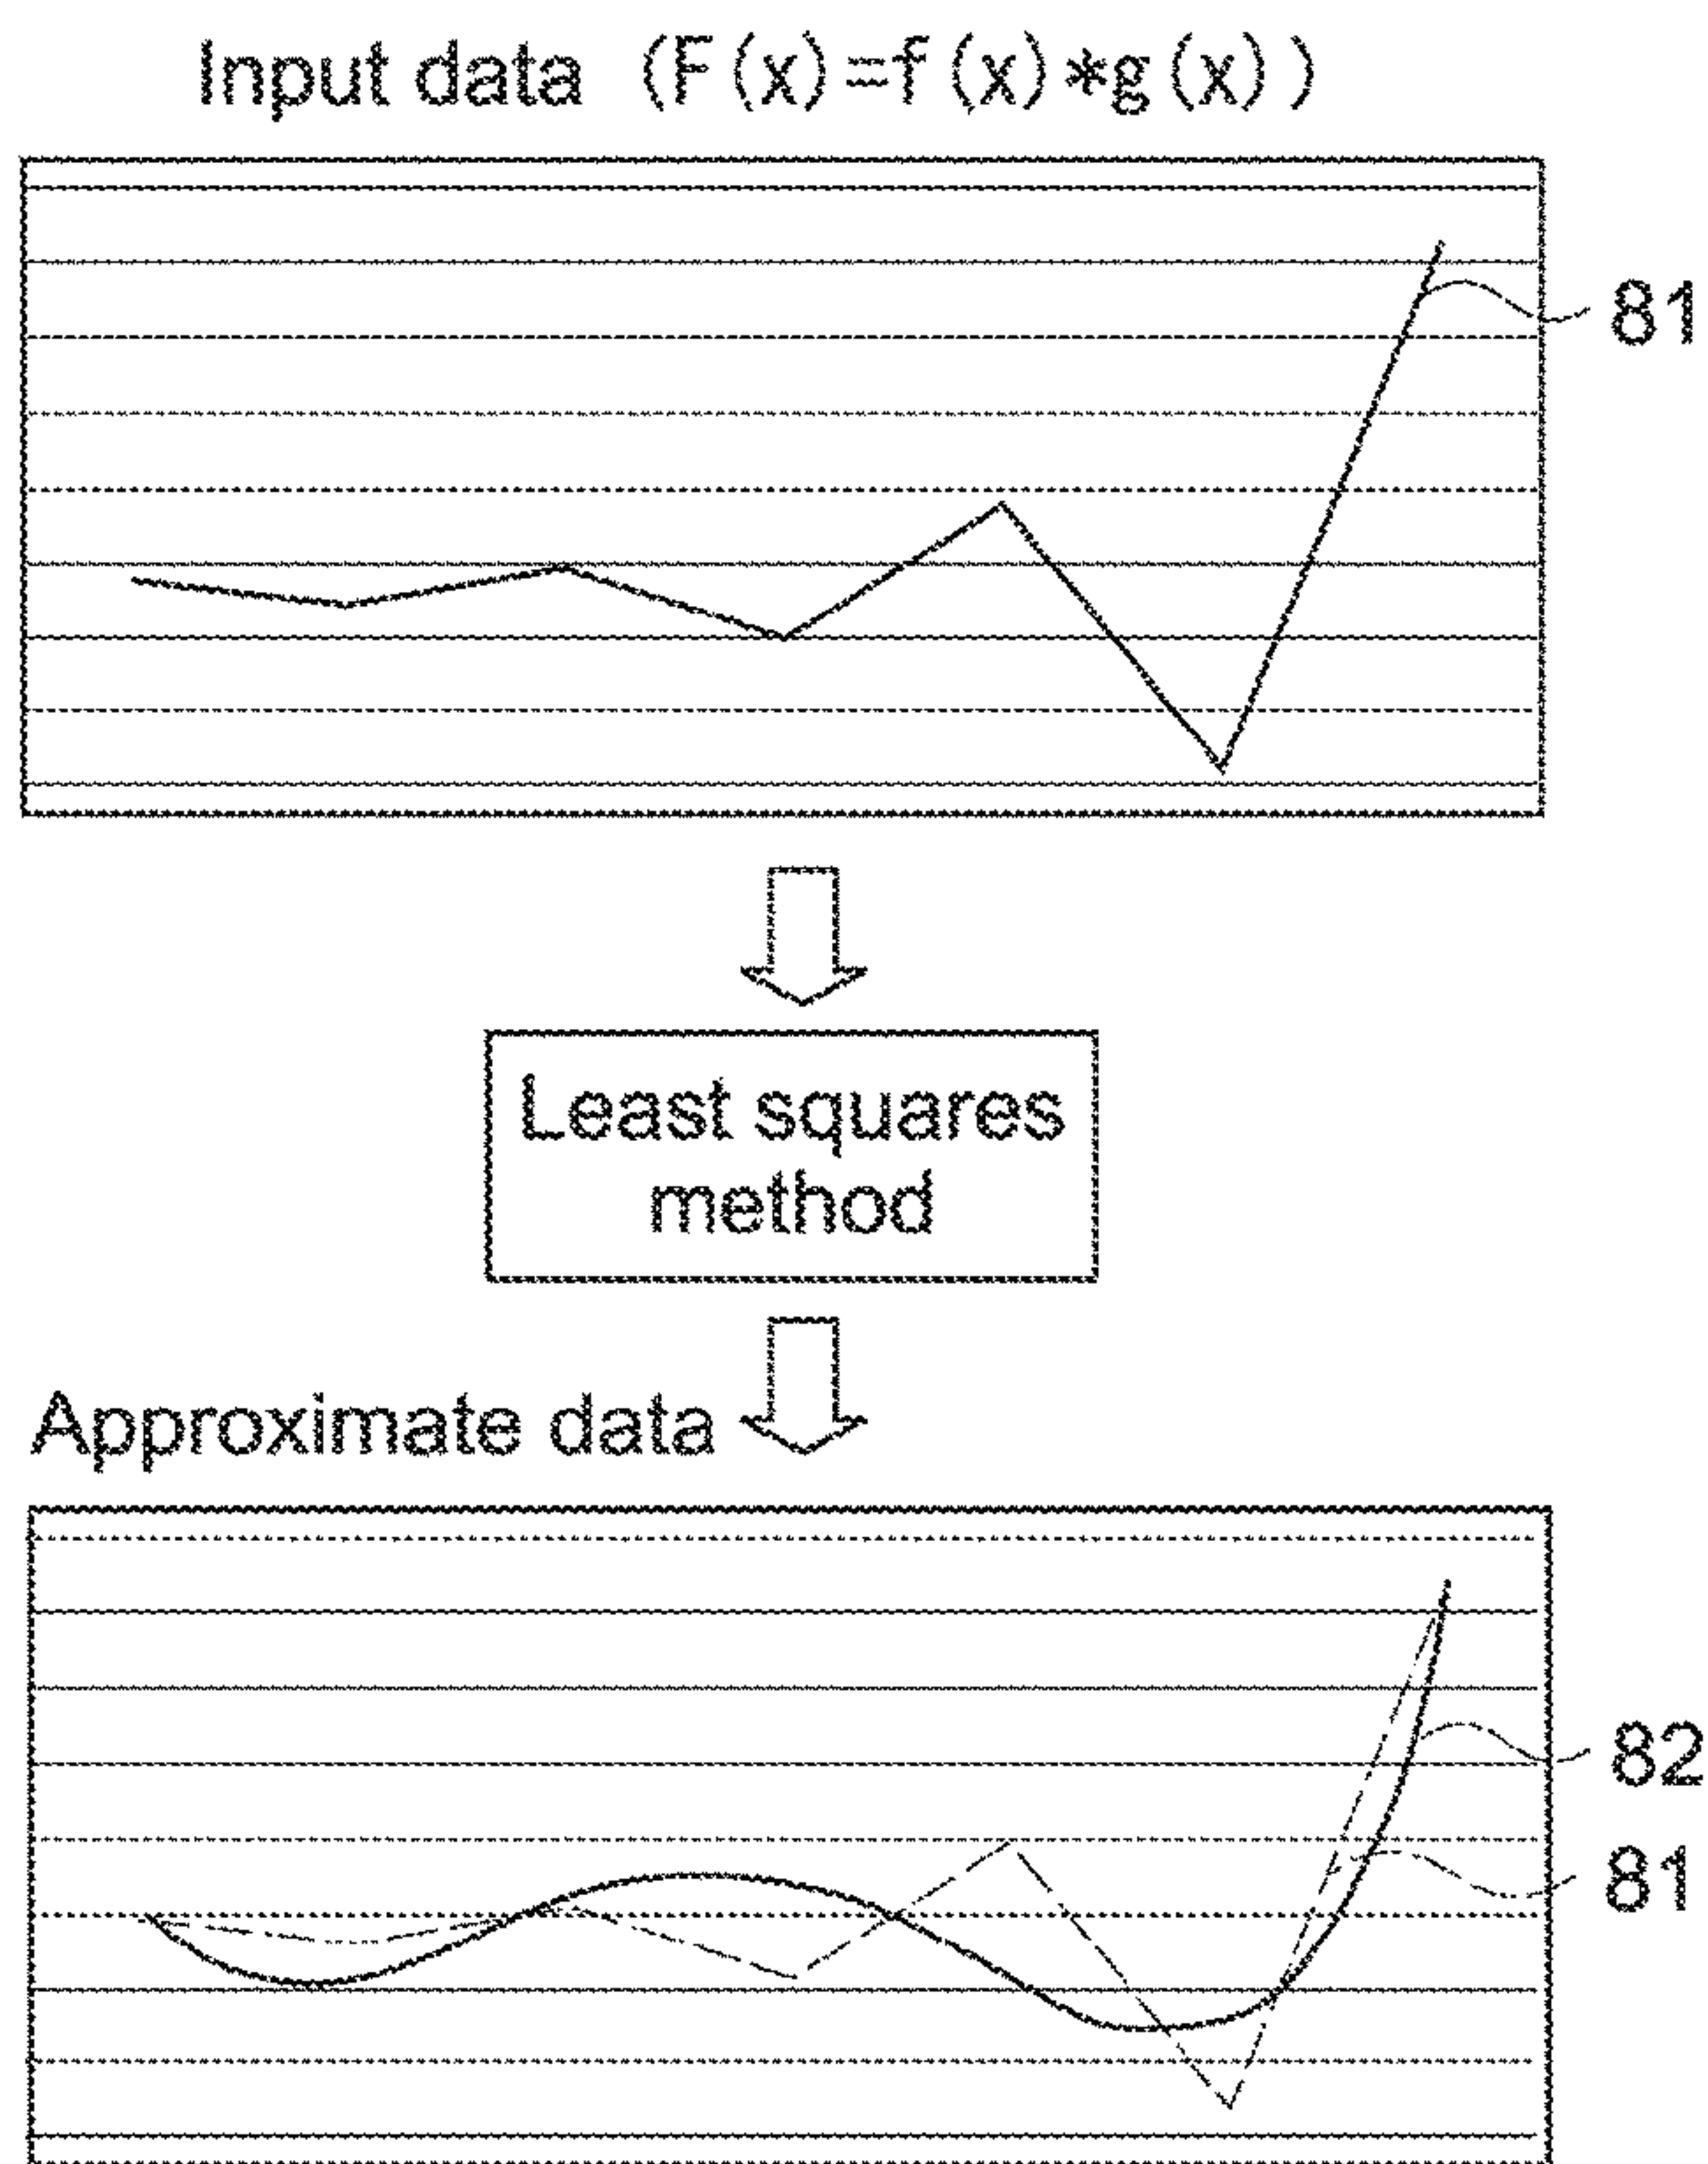 Input data (F(x)=f(x)*g(x))
81
Least squares
method
Approximate data
82
81